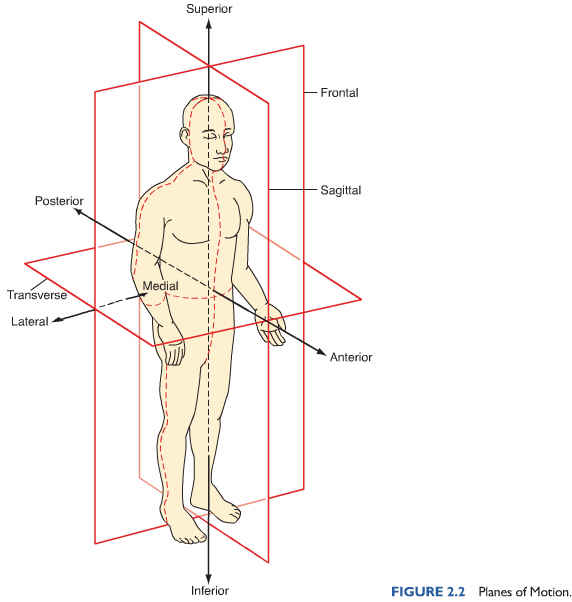 Superior
Frontal
Sagittal
Posterior
Medial
Transverse
Lateral
Anterior
Inferior
FIGURE 2.2 Planes of Motion.